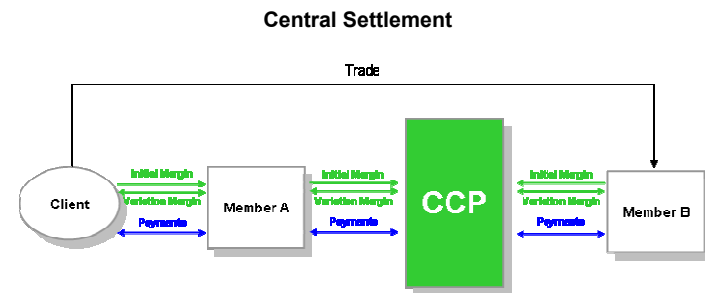 Central Settlement
Trade
Initial Margin
Initial Margin
Initial Margin
Client
Variation Margin
Member A
Variation Margin
CCP
Variation Margin
Member B
Payments
Payments
Payments